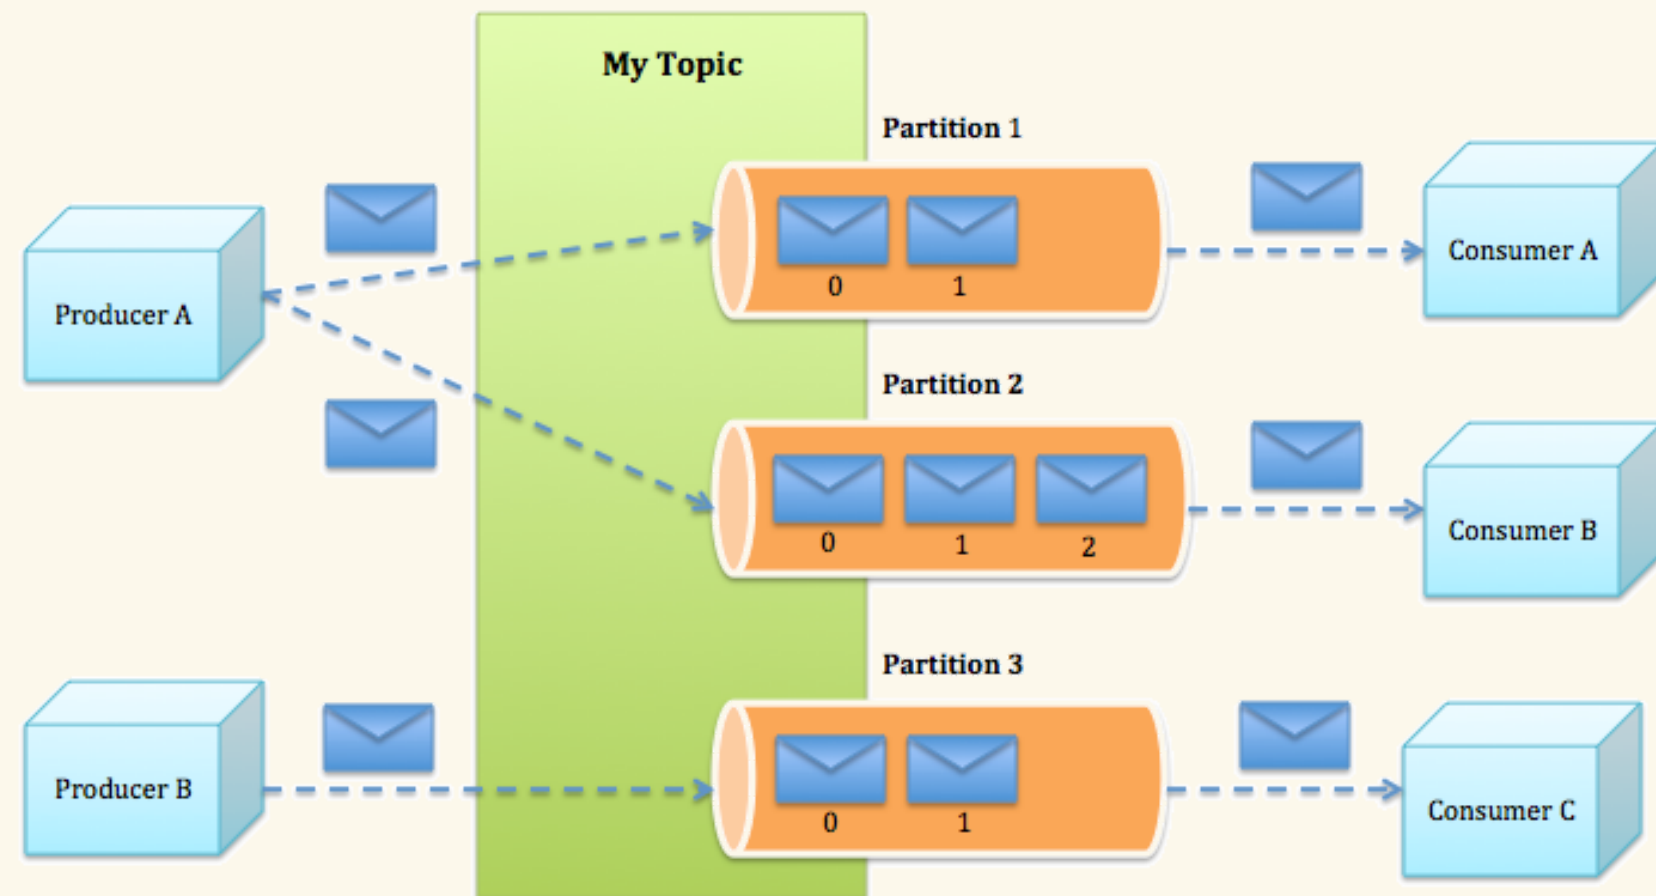 My Topic
Partition 1
0 1
Producer A
Consumer A
Partition 2
0 1 2
Consumer B
Partition 3
0 1
Producer B
Consumer C